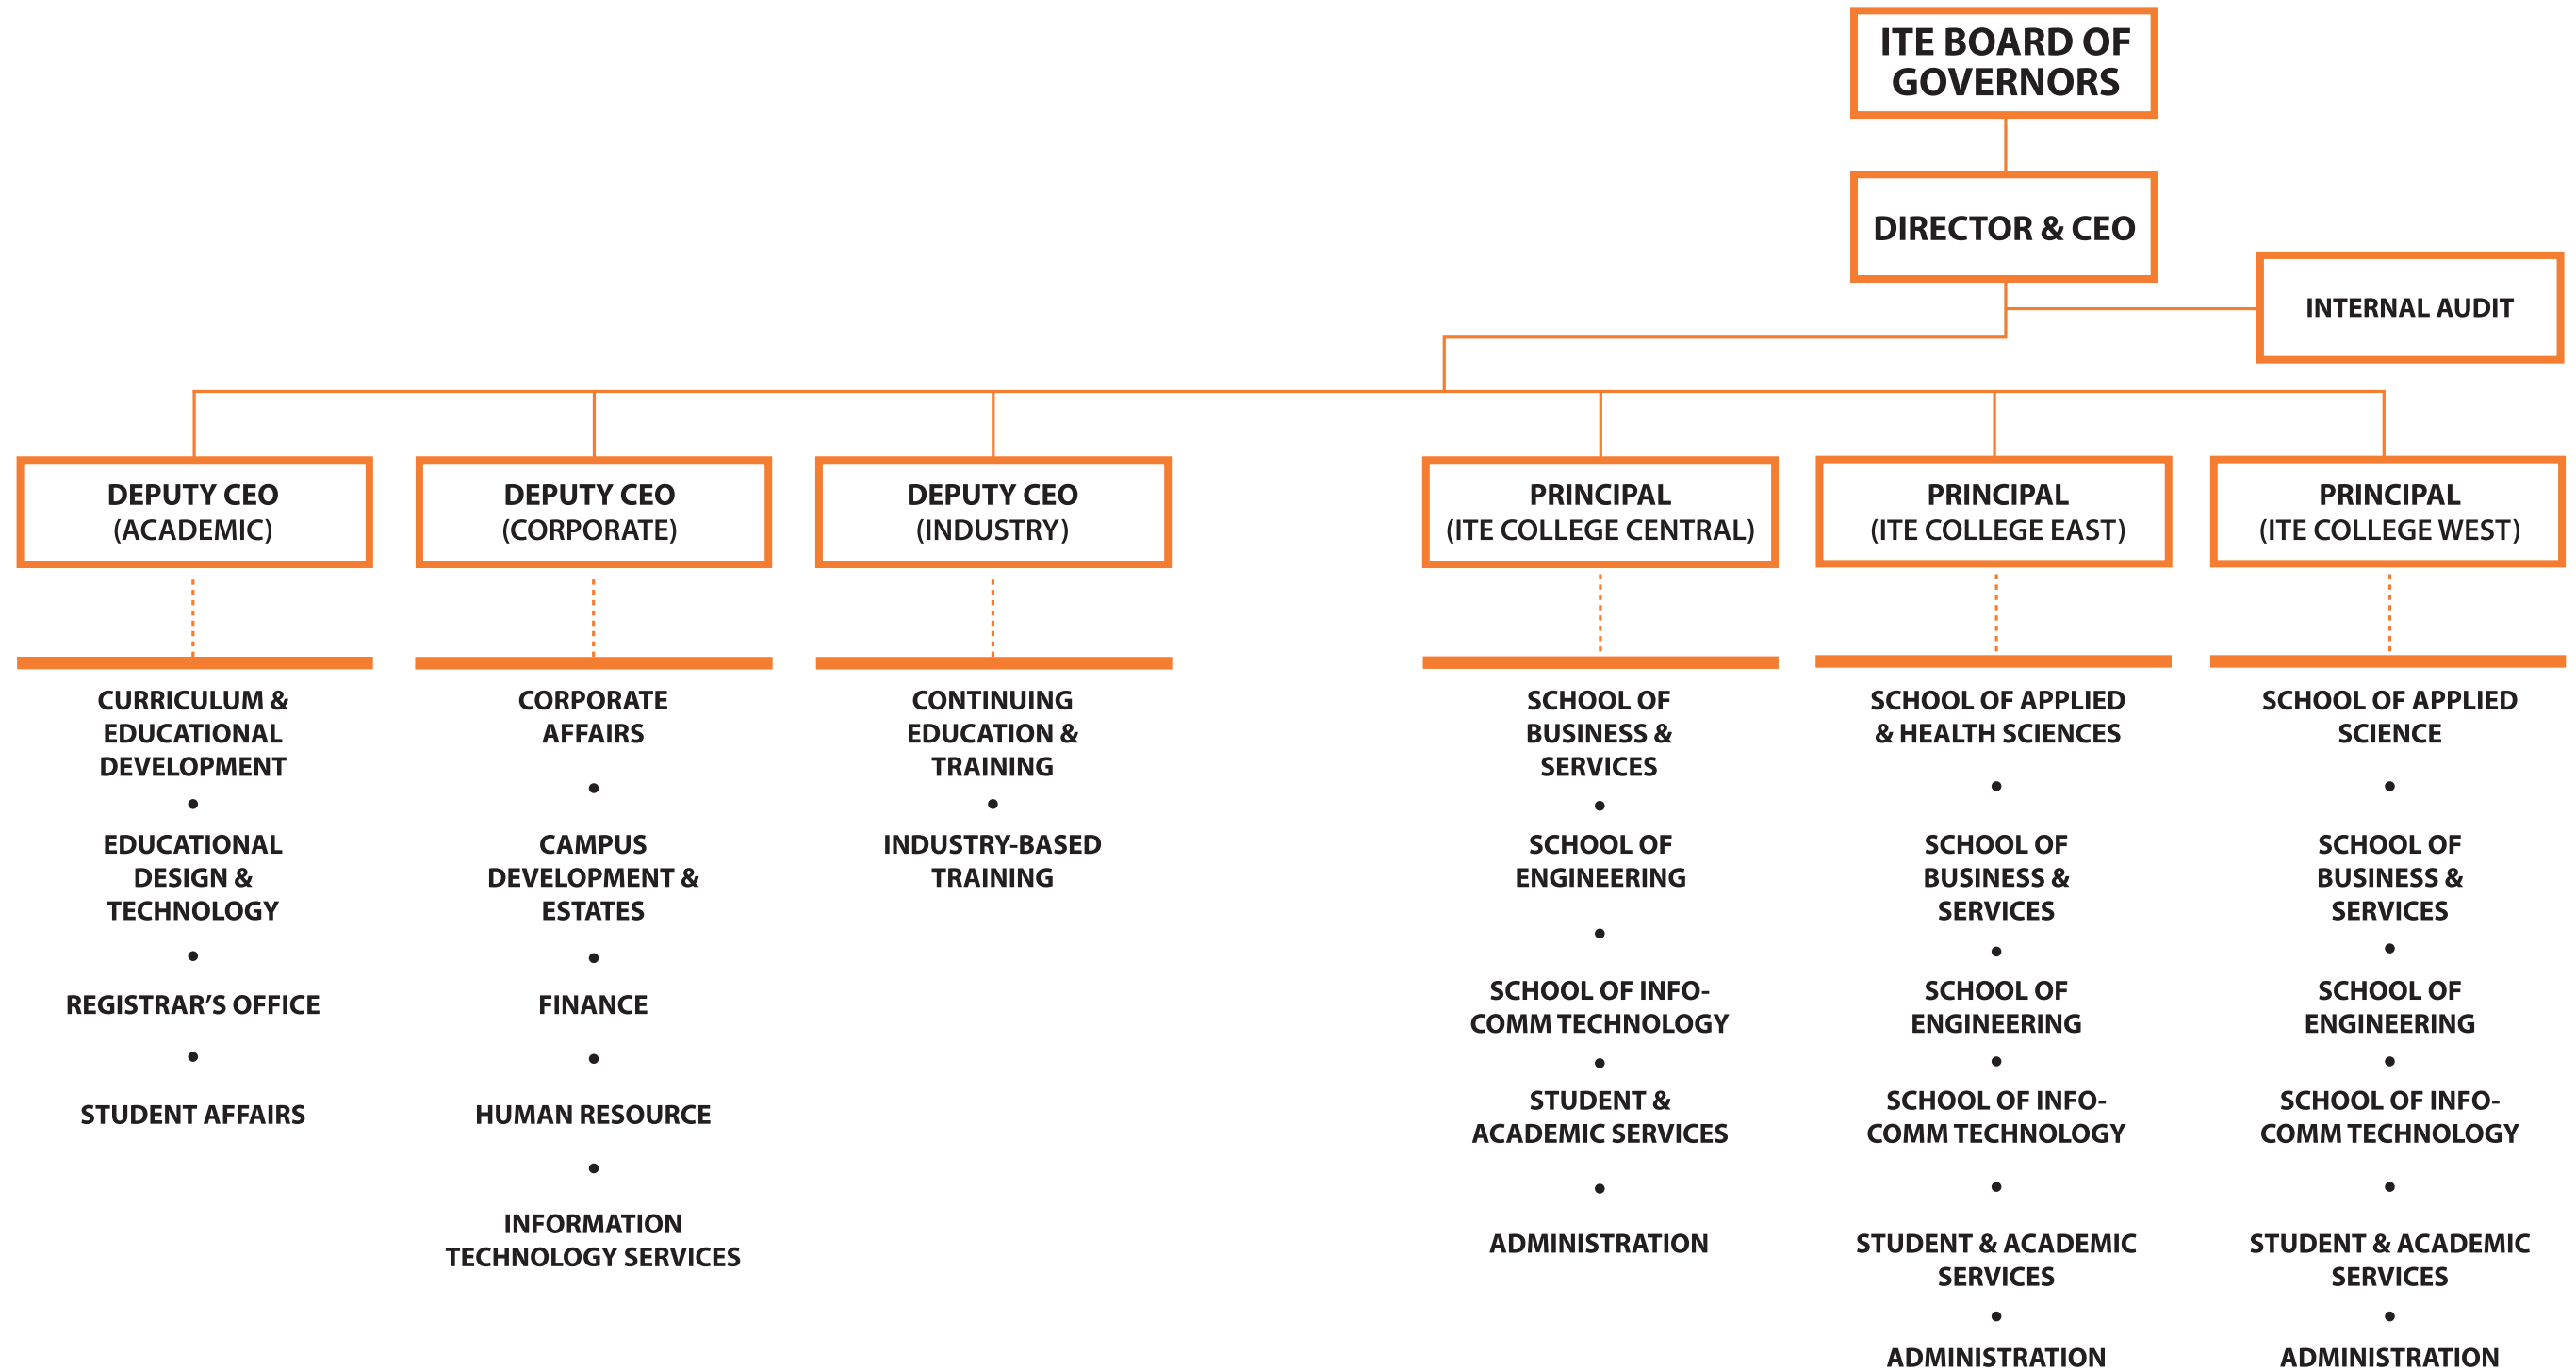 ITE BOARD OF
GOVERNORS
DIRECTOR & CEO
INTERNAL AUDIT
DEPUTY CEO
(ACADEMIC)
CURRICULUM &
EDUCATIONAL
DEVELOPMENT
•
EDUCATIONAL
DESIGN &
TECHNOLOGY
•
REGISTRAR’S OFFICE
•
STUDENT AFFAIRS
DEPUTY CEO
(CORPORATE)
CORPORATE
AFFAIRS
•
CAMPUS
DEVELOPMENT &
ESTATES
•
FINANCE
•
HUMAN RESOURCE
•
INFORMATION
TECHNOLOGY SERVICES
DEPUTY CEO
(INDUSTRY)
CONTINUING
EDUCATION &
TRAINING
•
INDUSTRY-BASED
TRAINING
PRINCIPAL
(ITE COLLEGE CENTRAL)
SCHOOL OF
BUSINESS &
SERVICES
•
SCHOOL OF
ENGINEERING
•
SCHOOL OF INFO-
COMM TECHNOLOGY
•
STUDENT &
ACADEMIC SERVICES
•
ADMINISTRATION
PRINCIPAL
(ITE COLLEGE EAST)
SCHOOL OF APPLIED
& HEALTH SCIENCES
•
SCHOOL OF
BUSINESS &
SERVICES
•
SCHOOL OF
ENGINEERING
•
SCHOOL OF INFO-
COMM TECHNOLOGY
•
STUDENT & ACADEMIC
SERVICES
•
ADMINISTRATION
PRINCIPAL
(ITE COLLEGE WEST)
SCHOOL OF APPLIED
SCIENCE
•
SCHOOL OF
BUSINESS &
SERVICES
•
SCHOOL OF
ENGINEERING
•
SCHOOL OF INFO-
COMM TECHNOLOGY
•
STUDENT & ACADEMIC
SERVICES
•
ADMINISTRATION